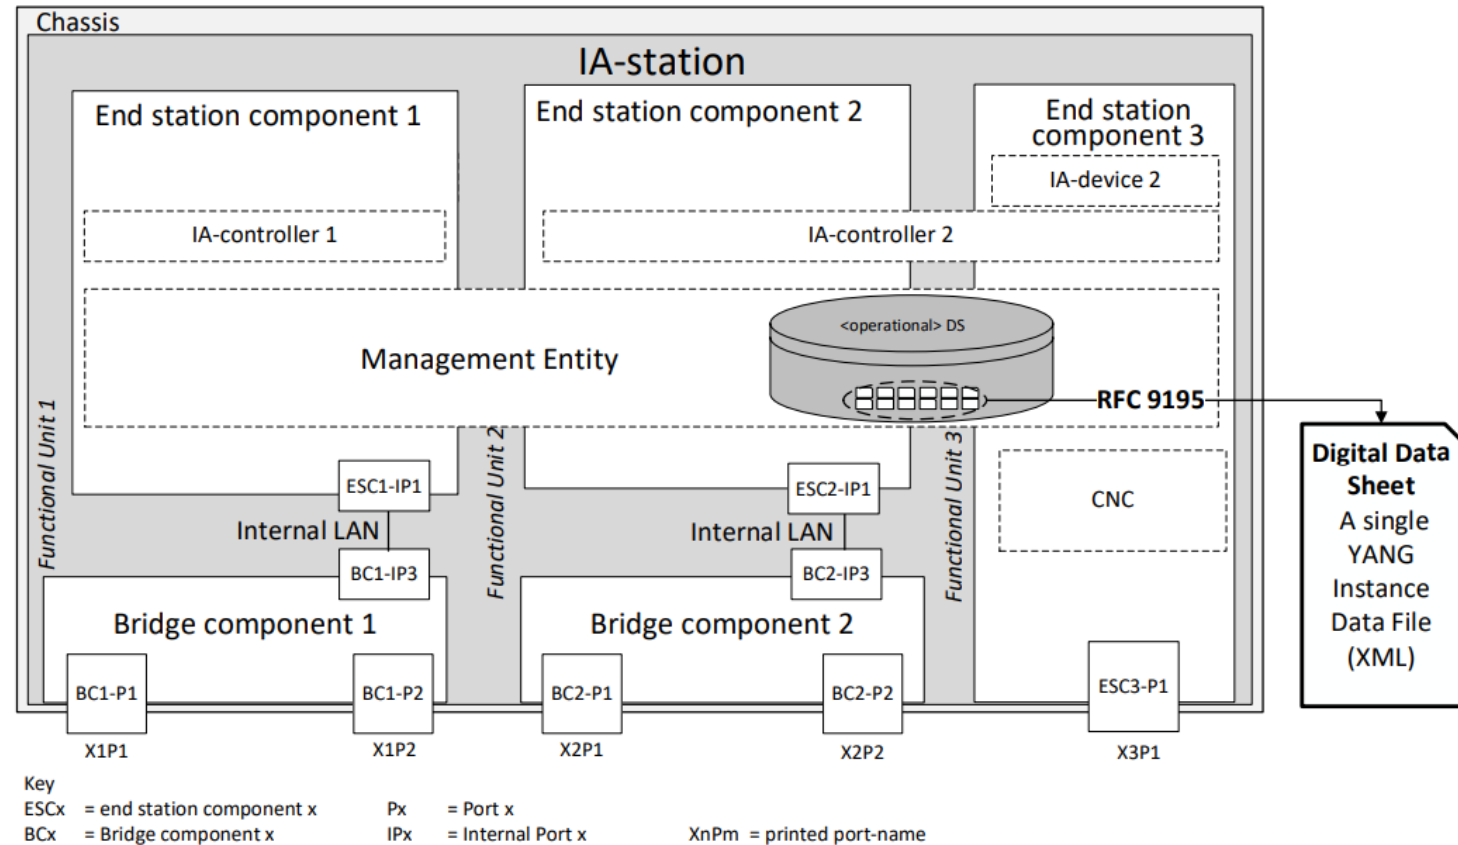 Chassis
IA-station
End station component 1
End station component 2
End station
component 3
IA-device 2
IA-controller 1
IA-controller 2
<operational> DS
Management Entity
RFC 9195
Functional Unit 1
Functional Unit 2
Functional Unit 3
Digital Data
Sheet
A single
YANG
Instance
Data File
(XML)
ESC1-IP1
ESC2-IP1
CNC
Internal LAN
Internal LAN
BC1-IP3
BC2-IP3
Bridge component 1
Bridge component 2
BC1-P1
BC1-P2
BC2-P1
BC2-P2
ESC3-P1
X1P1
X1P2
X2P1
X2P2
X3P1
Key
ESCx = end station component x Px = Port x
BCx = Bridge component x IPx = Internal Port x XnPm = printed port-name